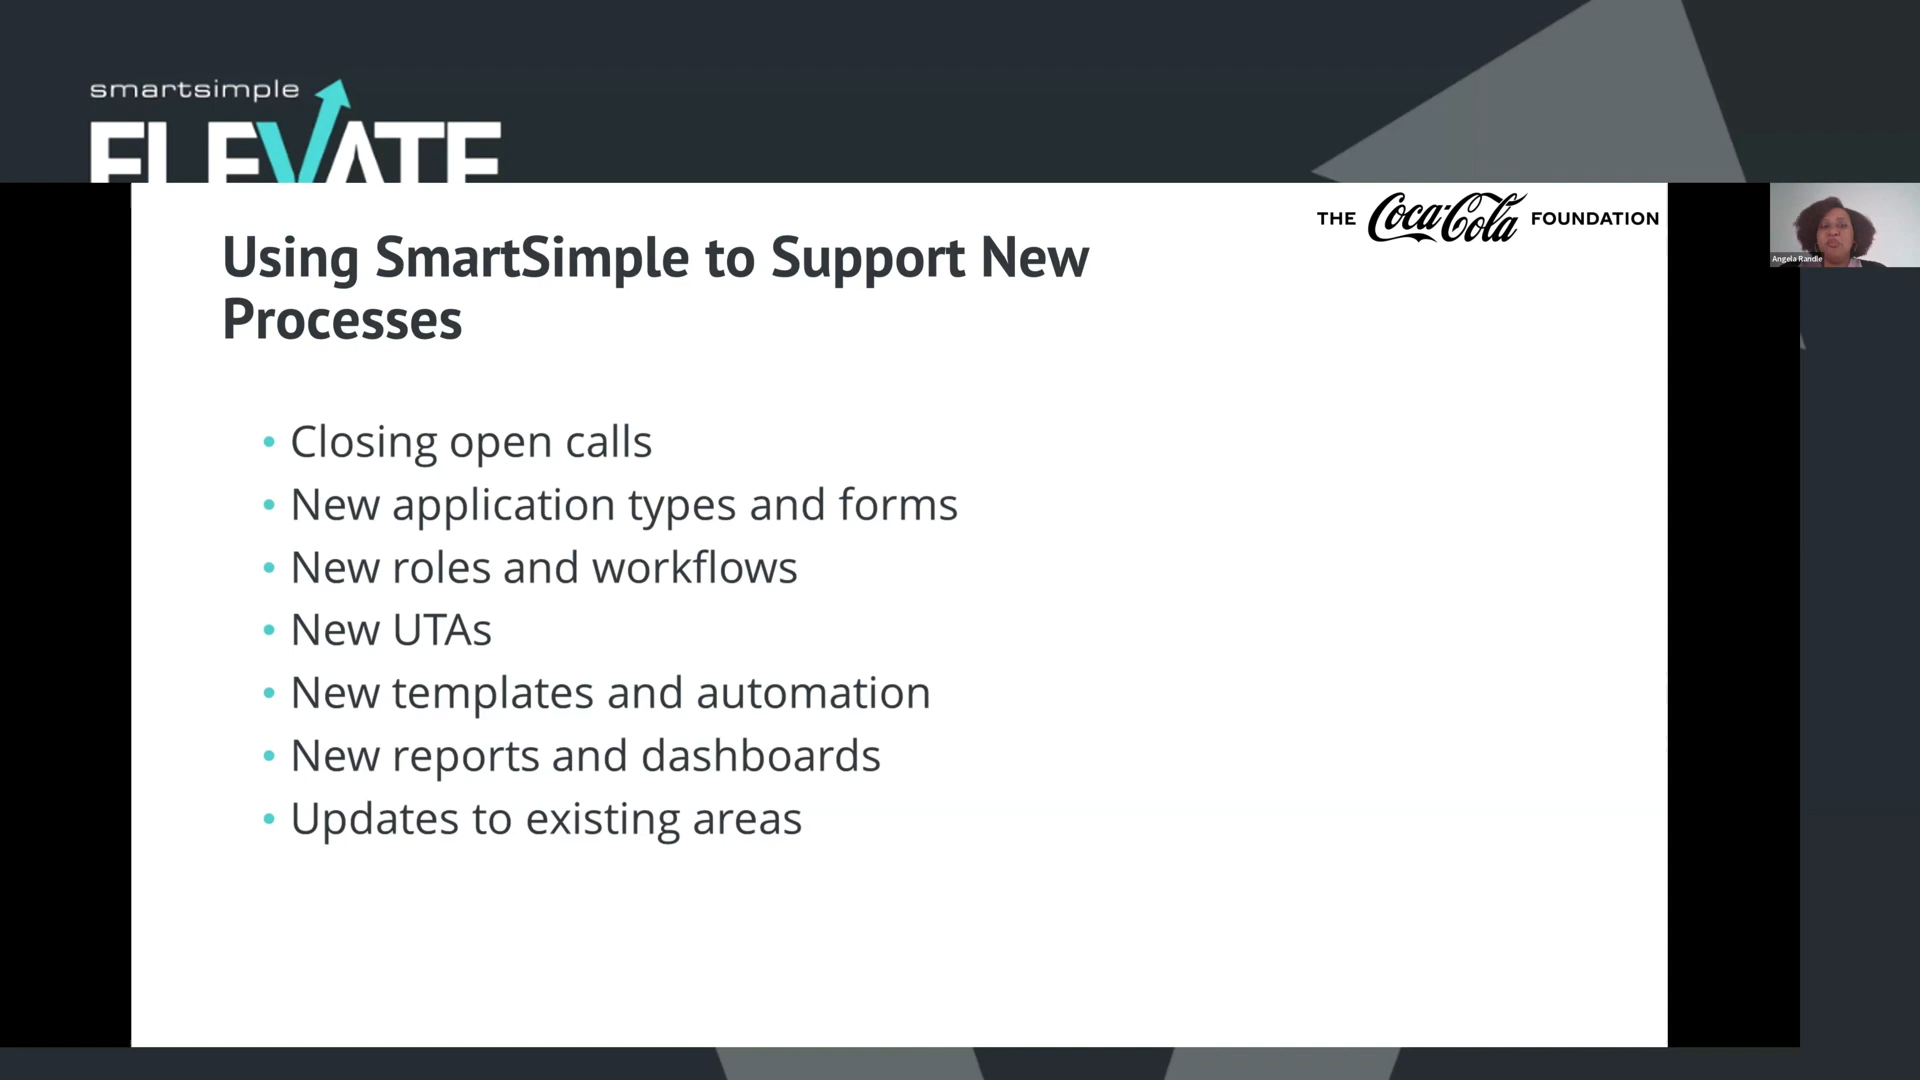 smartsimple
ELEVATE
THE Coca-Cola FOUNDATION
Using SmartSimple to Support New
Processes
Angela Randle
• Closing open calls
• New application types and forms
• New roles and workflows
• New UTAs
• New templates and automation
• New reports and dashboards
• Updates to existing areas